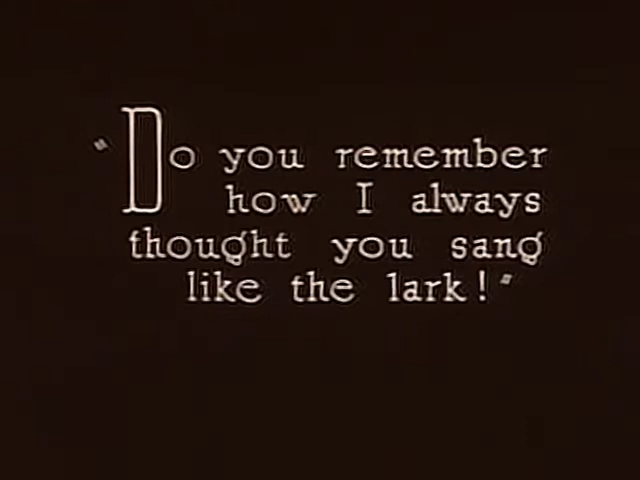 "Do you remember
how I always
thought you sang
like the lark!"